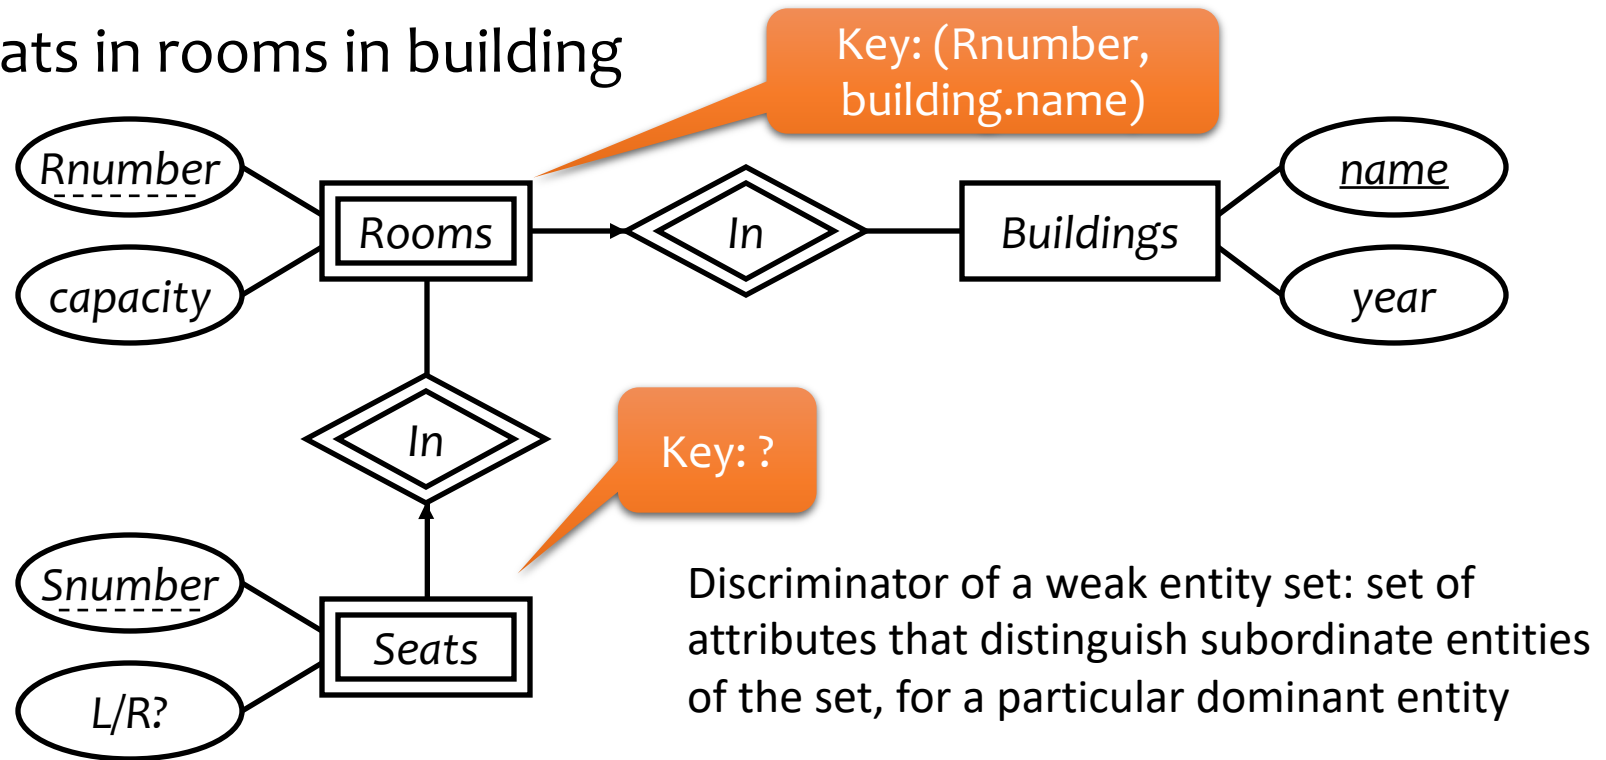 ats in rooms in building
Key: (Rnumber,
building.name)
Rnumber
name
Rooms
In
Buildings
capacity
year
In
Key: ?
Snumber
Discriminator of a weak entity set: set of
attributes that distinguish subordinate entities
of the set, for a particular dominant entity
Seats
L/R?